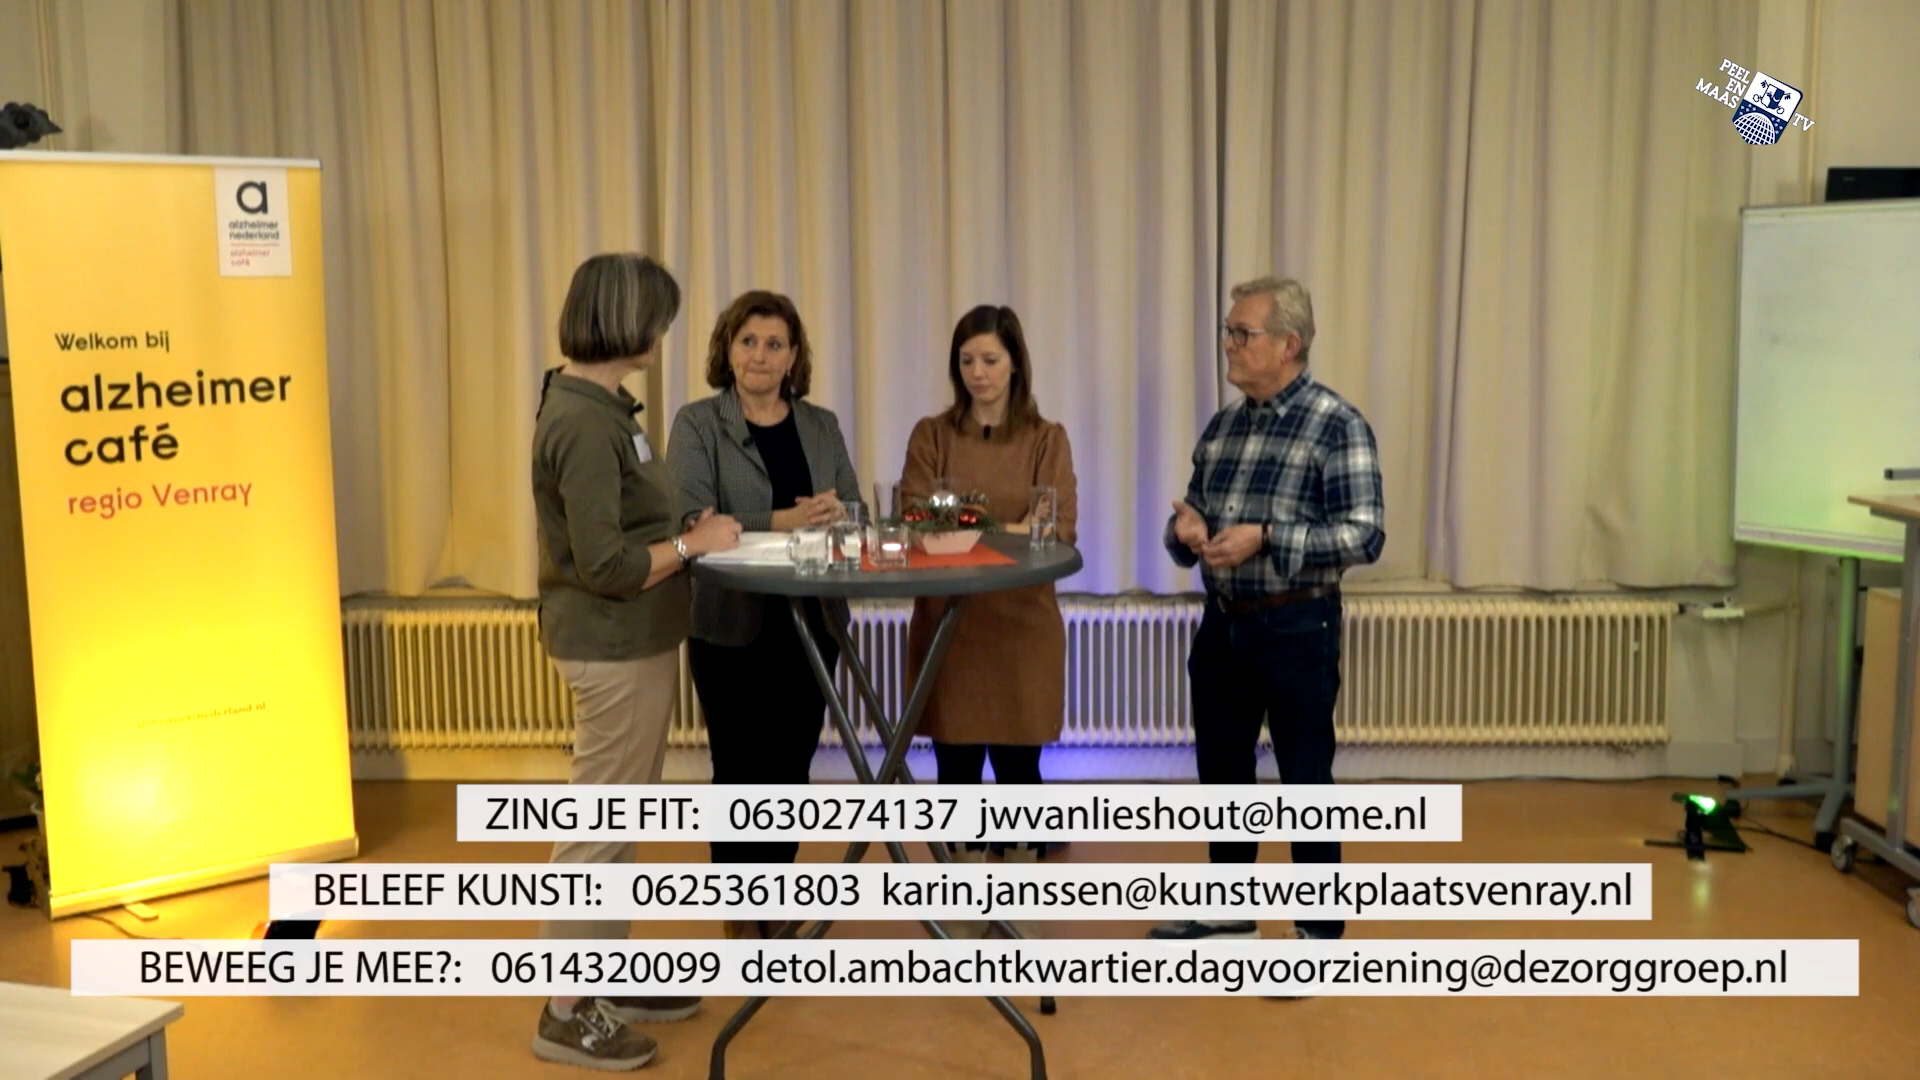 PEEL
EN
MAAS
TV
a
alzheimer
nederland
alzheimer
café
Welkom bij
alzheimer
café
regio Venray
ZING JE FIT: 0630274137 jwvanlieshout@home.nl
BELEEF KUNST!: 0625361803 karin.janssen@kunstwerkplaatsvenray.nl
BEWEEG JE MEE?: 0614320099 detol.ambachtkwartier.dagvoorziening@dezorggroep.nl